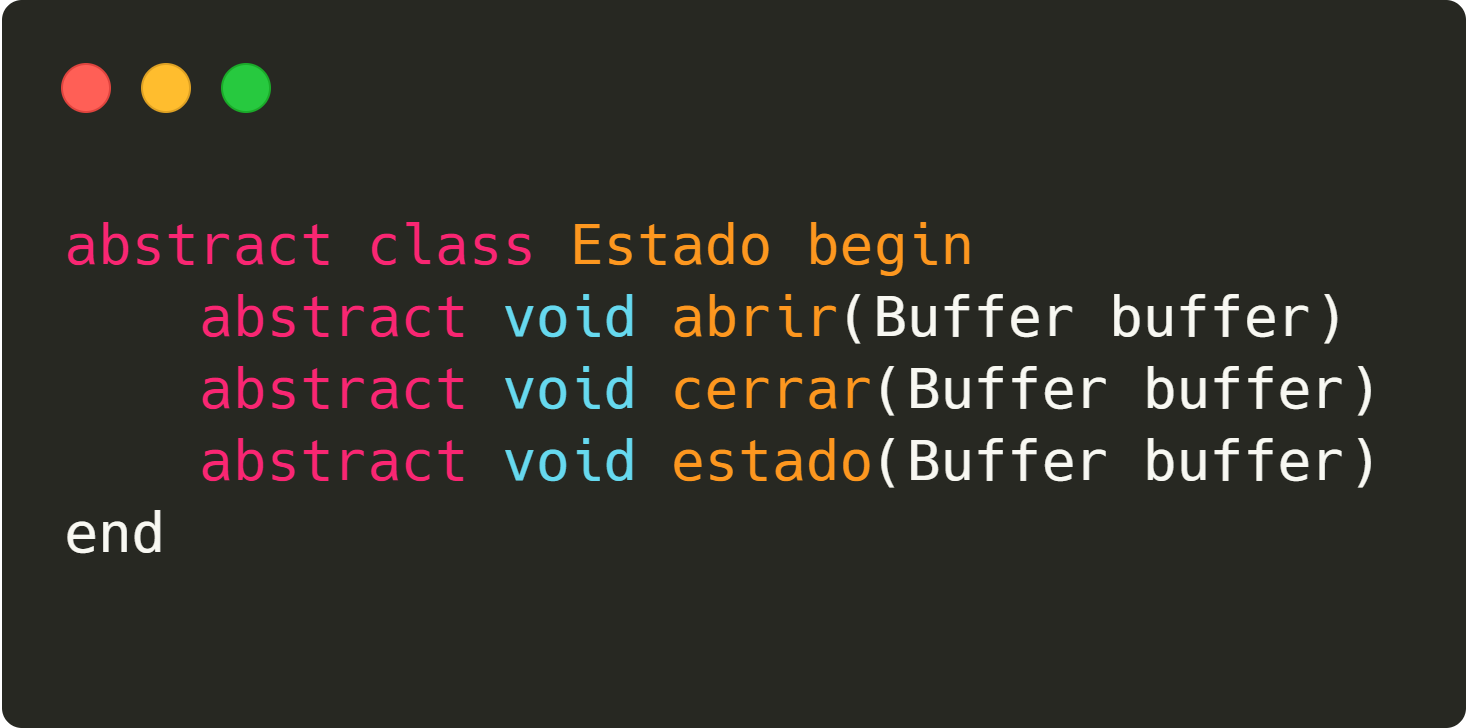 abstract class Estado begin
    abstract void abrir(Buffer buffer)
    abstract void cerrar(Buffer buffer)
    abstract void estado(Buffer buffer)
end